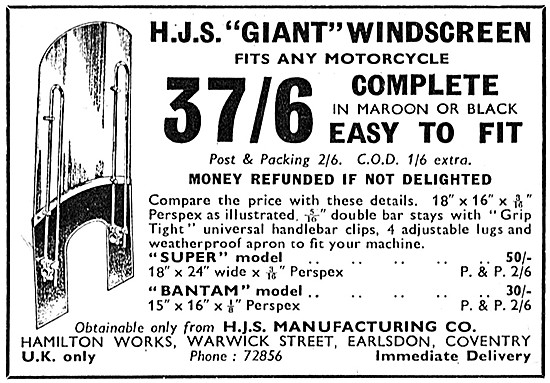 H.J.S. "GIANT" WINDSCREEN
FITS ANY MOTORCYCLE
37/6
COMPLETE
IN MAROON OR BLACK
EASY TO FIT
Post & Packing 2/6. C.O.D. 1/6 extra.
MONEY REFUNDED IF NOT DELIGHTED
Compare the price with these details. 18" x 16" x 3/16"
Perspex as illustrated, 5/16" double bar stays with "Grip
Tight" universal handlebar clips, 4 adjustable lugs and
weatherproof apron to fit your machine.
"SUPER" model .. .. .. .. .. 50/-
18" x 24" wide x 3/16" Perspex P. & P. 2/6
"BANTAM" model .. .. .. .. 30/-
15" x 16" x 1/8" Perspex P. & P. 2/6
Obtainable only from H.J.S. MANUFACTURING CO.
HAMILTON WORKS, WARWICK STREET, EARLSDON, COVENTRY
U.K. only Phone : 72856 Immediate Delivery